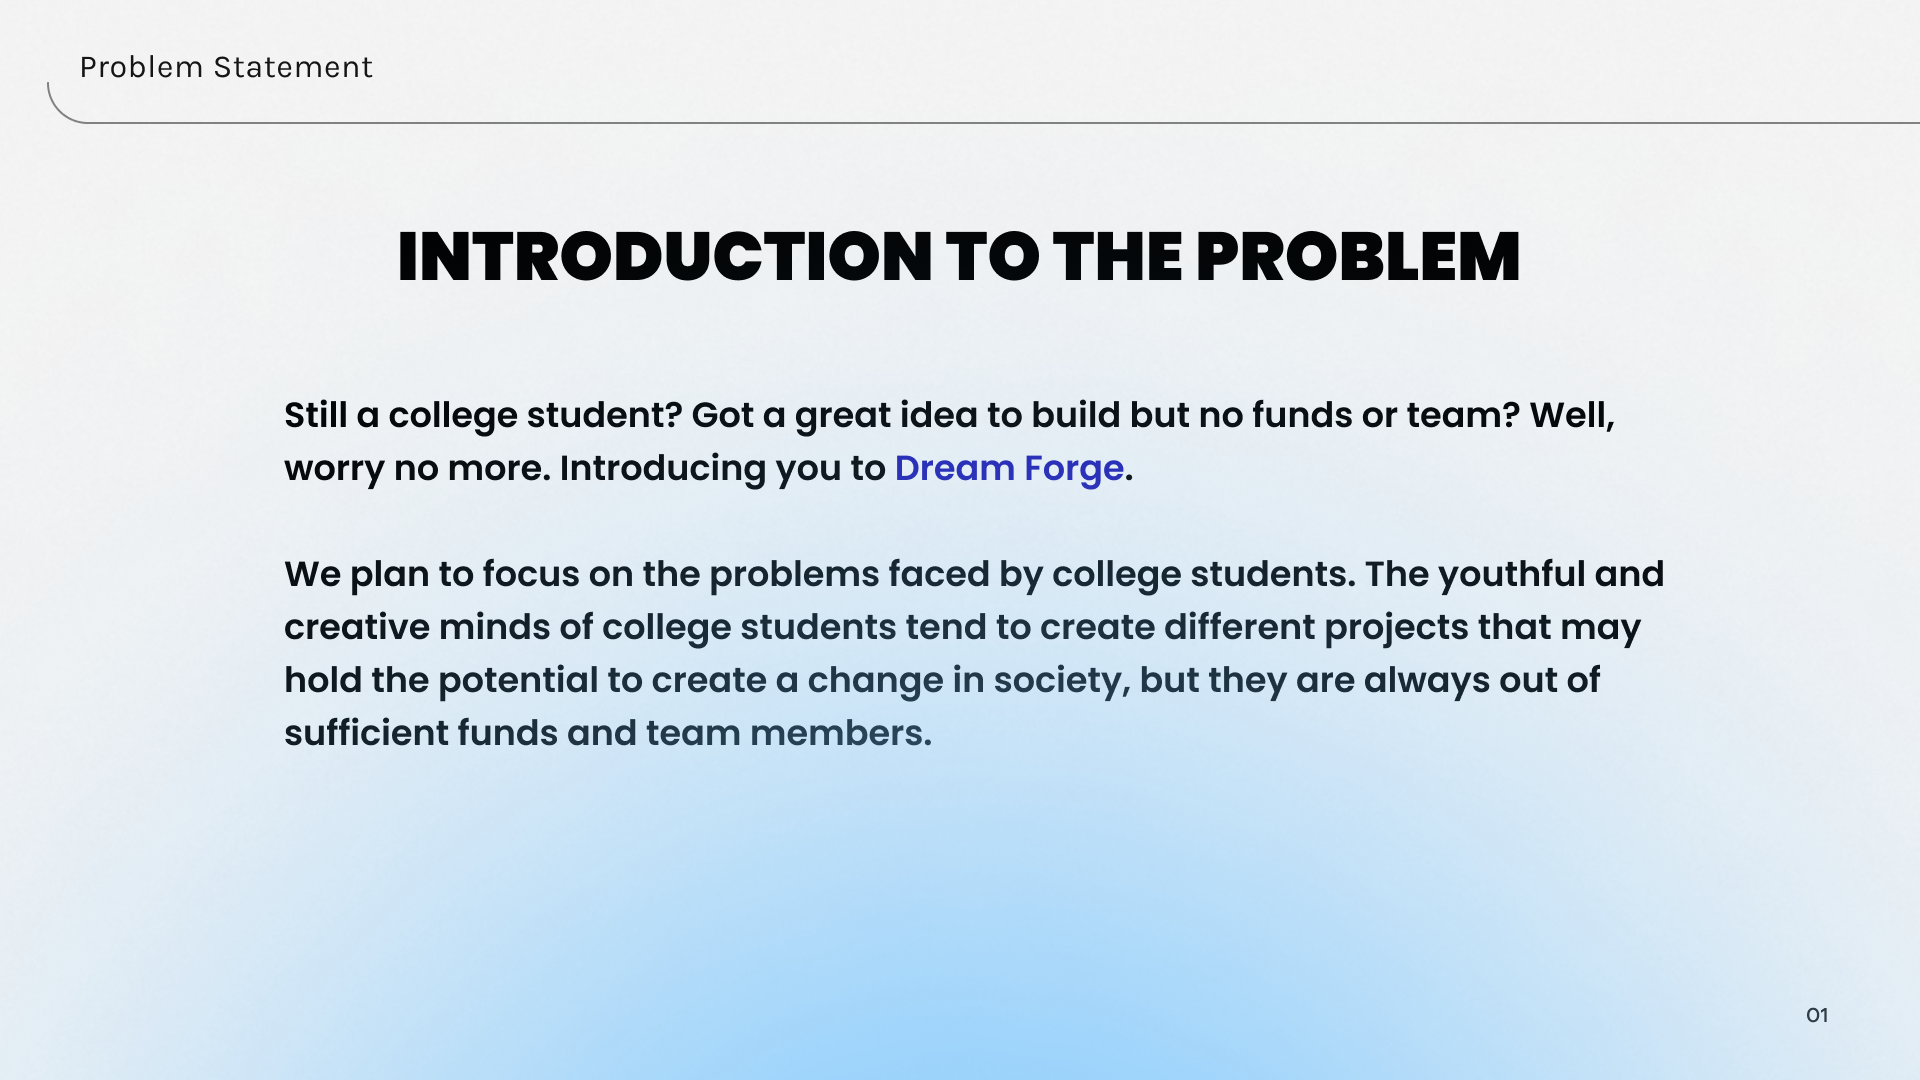 Problem Statement
INTRODUCTION TO THE PROBLEM
Still a college student? Got a great idea to build but no funds or team? Well,
worry no more. Introducing you to Dream Forge.
We plan to focus on the problems faced by college students. The youthful and
creative minds of college students tend to create different projects that may
hold the potential to create a change in society, but they are always out of
sufficient funds and team members.
01